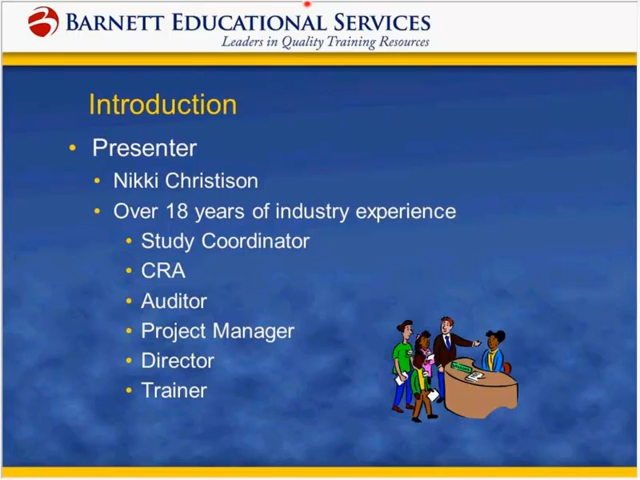 BARNETT EDUCATIONAL SERVICES
Leaders in Quality Training Resources
Introduction
• Presenter
• Nikki Christison
• Over 18 years of industry experience
• Study Coordinator
• CRA
• Auditor
• Project Manager
• Director
• Trainer